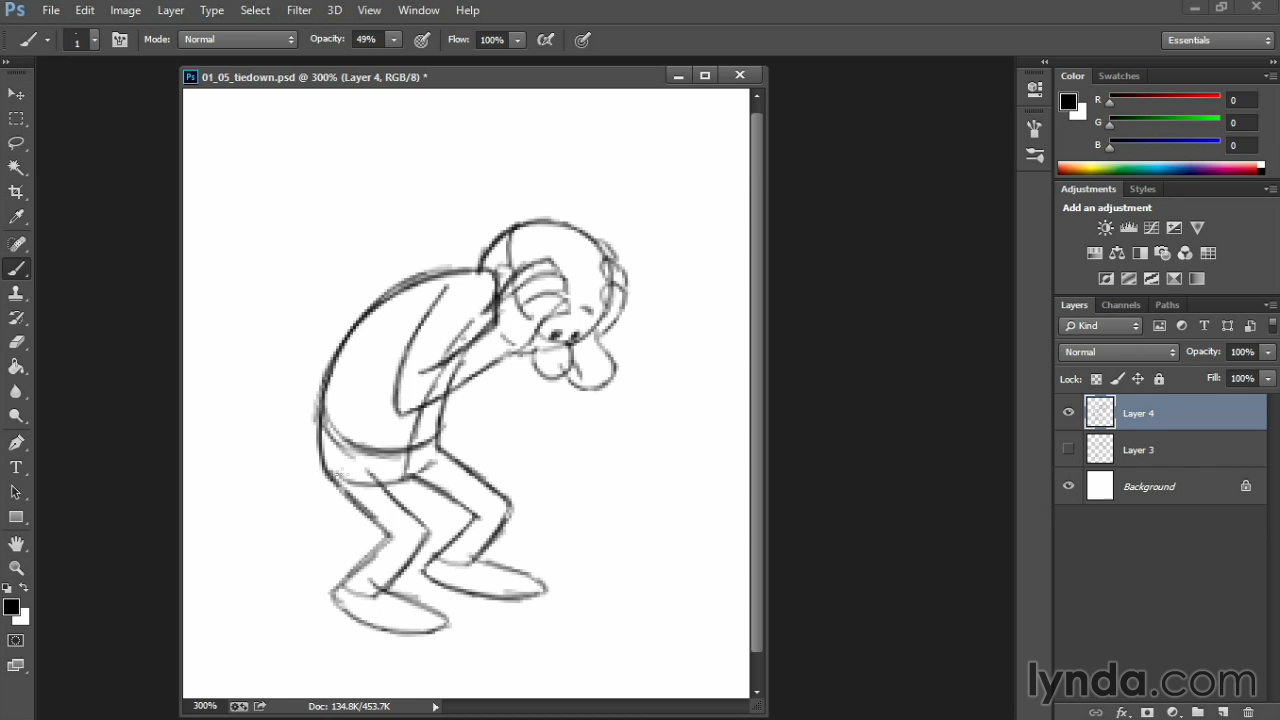 Ps File Edit Image Layer Type Select Filter 3D View Window Help
1 Mode: Normal Opacity: 49% Flow: 100% Essentials
Ps 01_05_tiedown.psd @ 300% (Layer 4, RGB/8) *
Color Swatches
R 0
G 0
B 0
Adjustments Styles
Add an adjustment
Layers Channels Paths
Kind
Normal Opacity: 100%
Lock: Fill: 100%
Layer 4
Layer 3
Background
300% Doc: 134.8K/453.7K
lynda.com